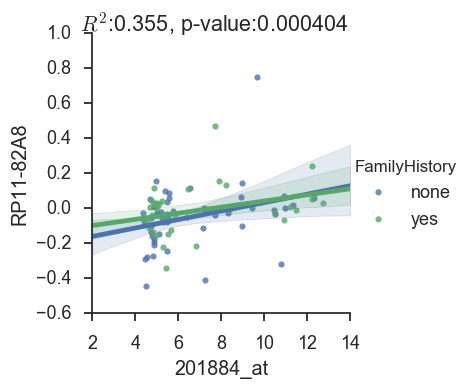 R²:0.355, p-value:0.000404
1.0
0.8
0.6
0.4
0.2
0.0
−0.2
−0.4
−0.6
RP11-82A8
FamilyHistory
none
yes
2 4 6 8 10 12 14
201884_at